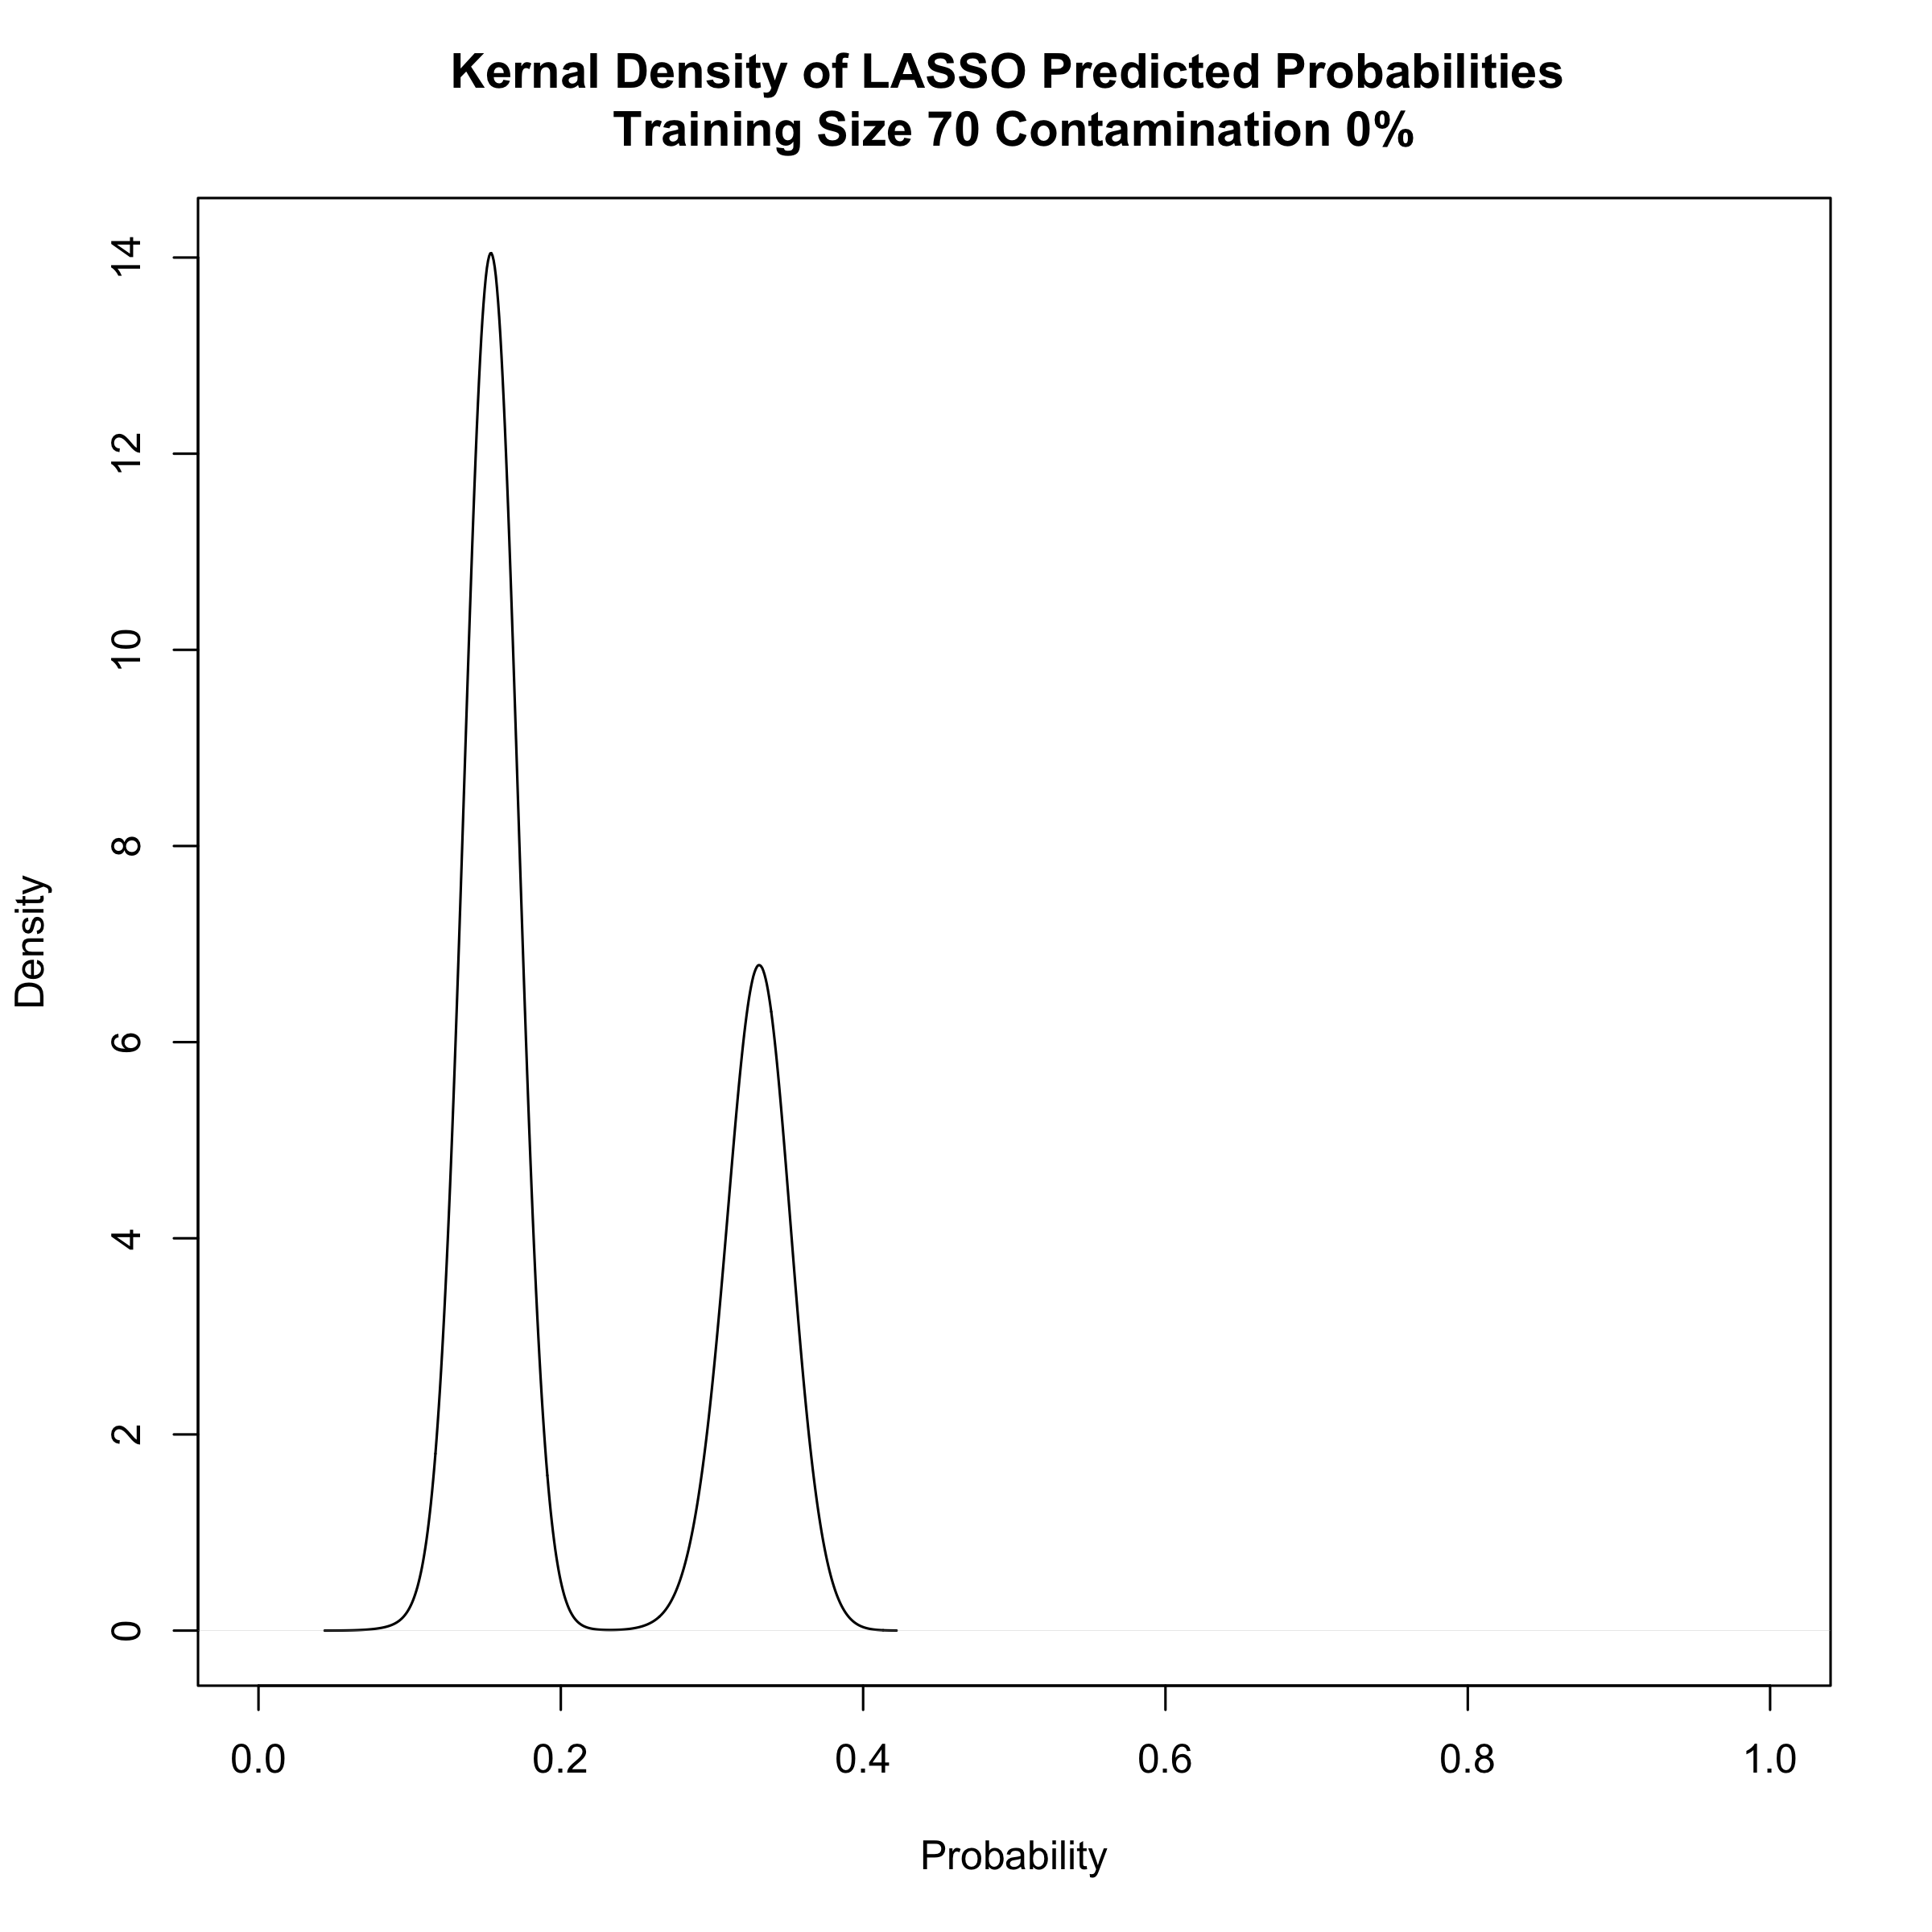 Kernal Density of LASSO Predicted Probabilities
Training Size 70 Contamination 0%
14
12
10
8
6
4
2
0
Density
0.0 0.2 0.4 0.6 0.8 1.0
Probability